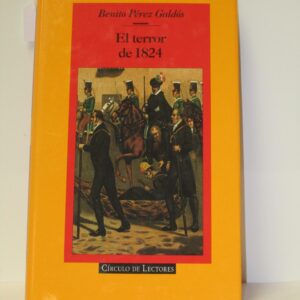 Benito Pérez Galdós
El terror
de 1824
CÍRCULO DE LECTORES